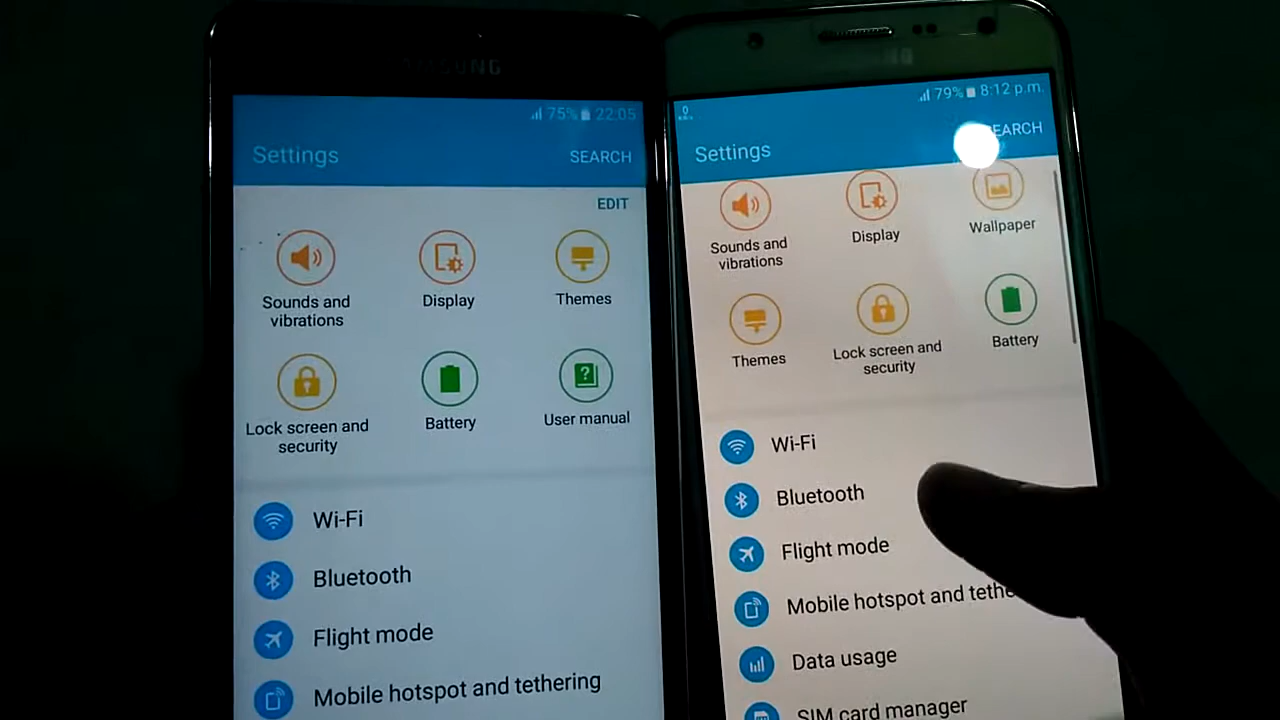 SAMSUNG
75% 22:05
Settings
SEARCH
EDIT
Sounds and
vibrations
Display
Themes
Lock screen and
security
Battery
User manual
Wi-Fi
Bluetooth
Flight mode
Mobile hotspot and tethering
79% 8:12 p.m.
Settings
EARCH
Sounds and
vibrations
Display
Wallpaper
Themes
Lock screen and
security
Battery
Wi-Fi
Bluetooth
Flight mode
Mobile hotspot and tethe
Data usage
SIM card manager